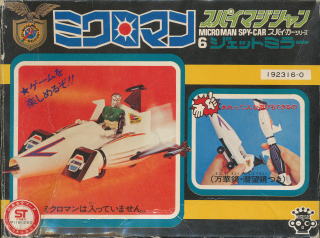 ミクロマン
スパイマジシャン
MICROMAN SPY-CAR スパイ・カーシリーズ
6 ジェットミラー
192316-0
★ゲームを
楽しめるぞ!!
(万華鏡・潜望鏡つき)
ミクロマンは入っていません。
ST